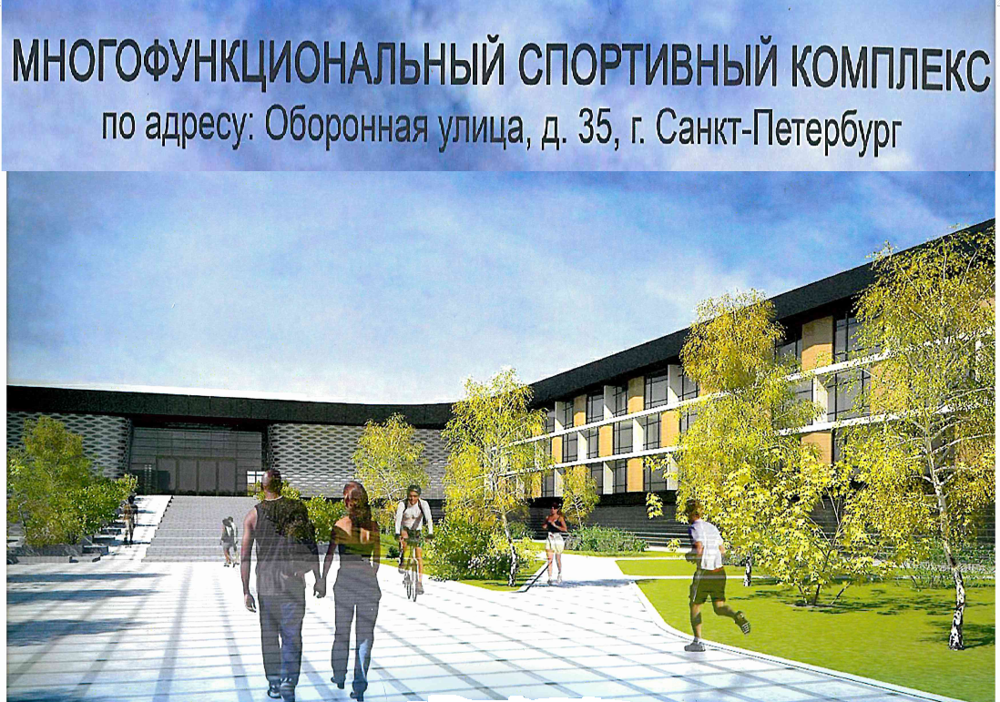 МНОГОФУНКЦИОНАЛЬНЫЙ СПОРТИВНЫЙ КОМПЛЕКС
по адресу: Оборонная улица, д. 35, г. Санкт-Петербург